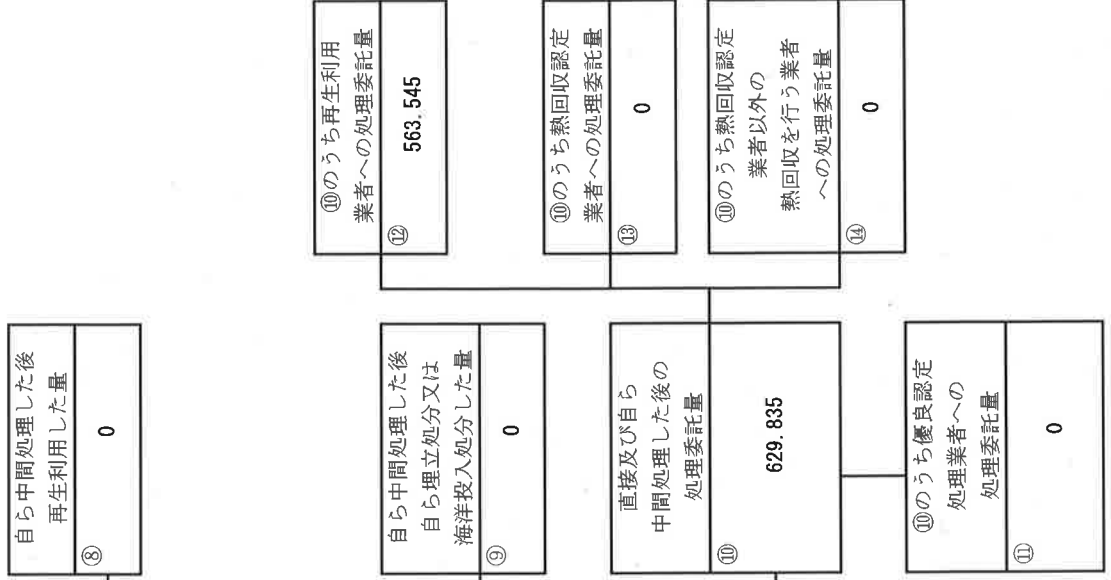 自ら中間処理した後
再生利用した量
⑧
0
自ら中間処理した後
自ら埋立処分又は
海洋投入処分した量
⑨
0
直接及び自ら
中間処理した後の
処理委託量
⑩
629.835
⑩のうち優良認定
処理業者への
処理委託量
⑪
0
⑩のうち再生利用
業者への処理委託量
⑫
563.545
⑩のうち熱回収認定
業者への処理委託量
⑬
0
⑩のうち熱回収認定
業者以外の
熱回収を行う業者
への処理委託量
⑭
0